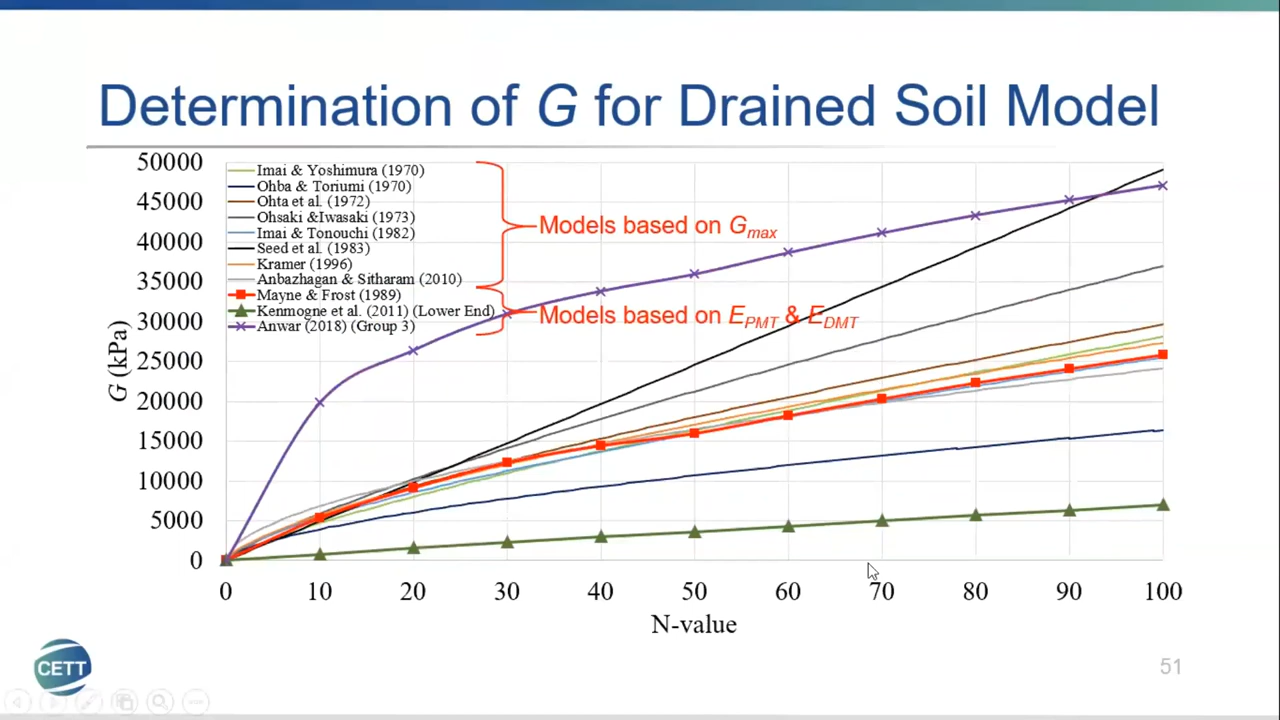 Determination of G for Drained Soil Model
50000
45000
40000
35000
30000
25000
20000
15000
10000
5000
0
G (kPa)
Imai & Yoshimura (1970)
Ohba & Toriumi (1970)
Ohta et al. (1972)
Ohsaki &Iwasaki (1973)
Imai & Tonouchi (1982)
Seed et al. (1983)
Kramer (1996)
Anbazhagan & Sitharam (2010)
Mayne & Frost (1989)
Kenmogne et al. (2011) (Lower End)
Anwar (2018) (Group 3)
Models based on Gmax
Models based on EPMT & EDMT
0 10 20 30 40 50 60 70 80 90 100
N-value
CETT
51